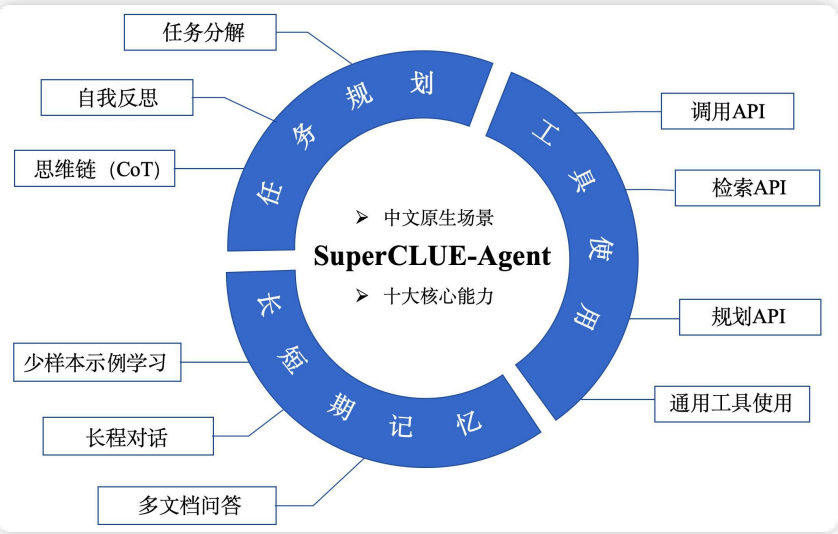 任务分解
自我反思
思维链（CoT）
任务规划
调用API
检索API
规划API
通用工具使用
工具使用
➢ 中文原生场景
SuperCLUE-Agent
➢ 十大核心能力
少样本示例学习
长程对话
多文档问答
长短期记忆